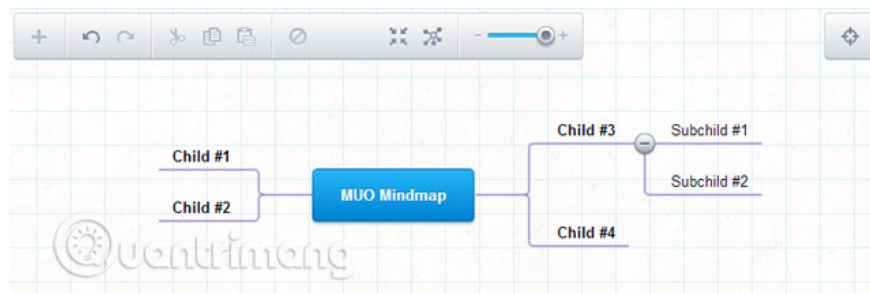 Child #3
Subchild #1
Child #1
Subchild #2
MUO Mindmap
Child #2
Child #4
Quantrimang